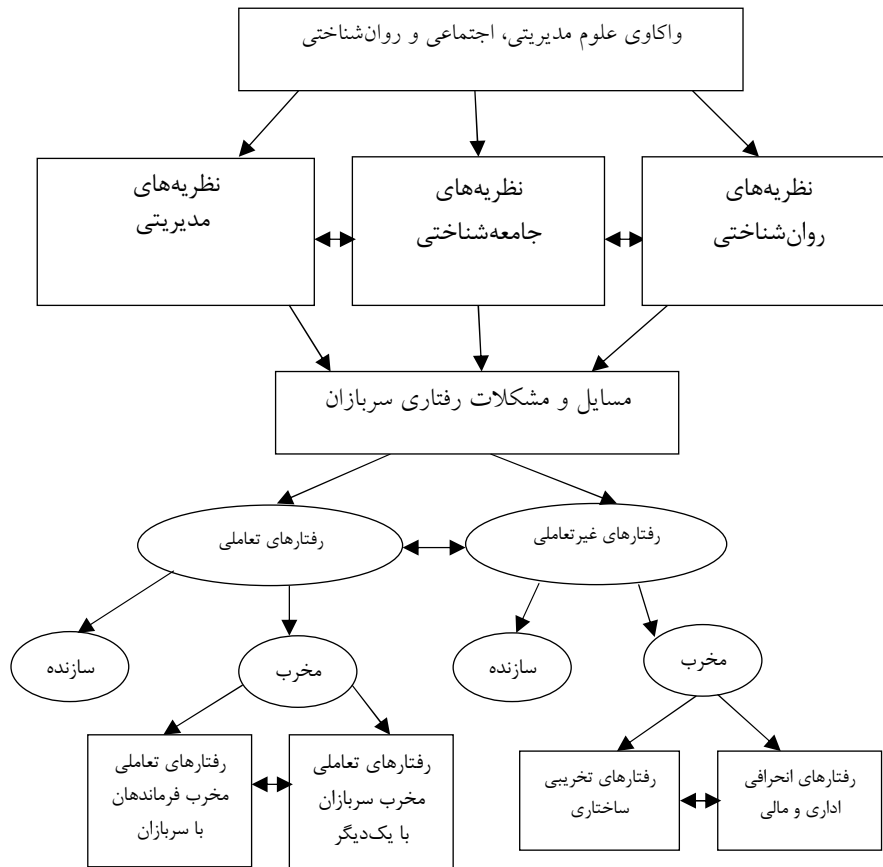 واکاوی علوم مدیریتی، اجتماعی و روان‌شناختی
نظریه‌های
روان‌شناختی
نظریه‌های
جامعه‌شناختی
نظریه‌های
مدیریتی
مسایل و مشکلات رفتاری سربازان
رفتارهای غیرتعاملی
رفتارهای تعاملی
مخرب
سازنده
مخرب
سازنده
رفتارهای انحرافی
اداری و مالی
رفتارهای تخریبی
ساختاری
رفتارهای تعاملی
مخرب سربازان
با یک‌دیگر
رفتارهای تعاملی
مخرب فرماندهان
با سربازان